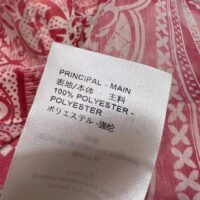 PRINCIPAL - MAIN
表地/本体 - 主料
100% POLYESTER -
POLYESTER
ポリエステル - 涤纶